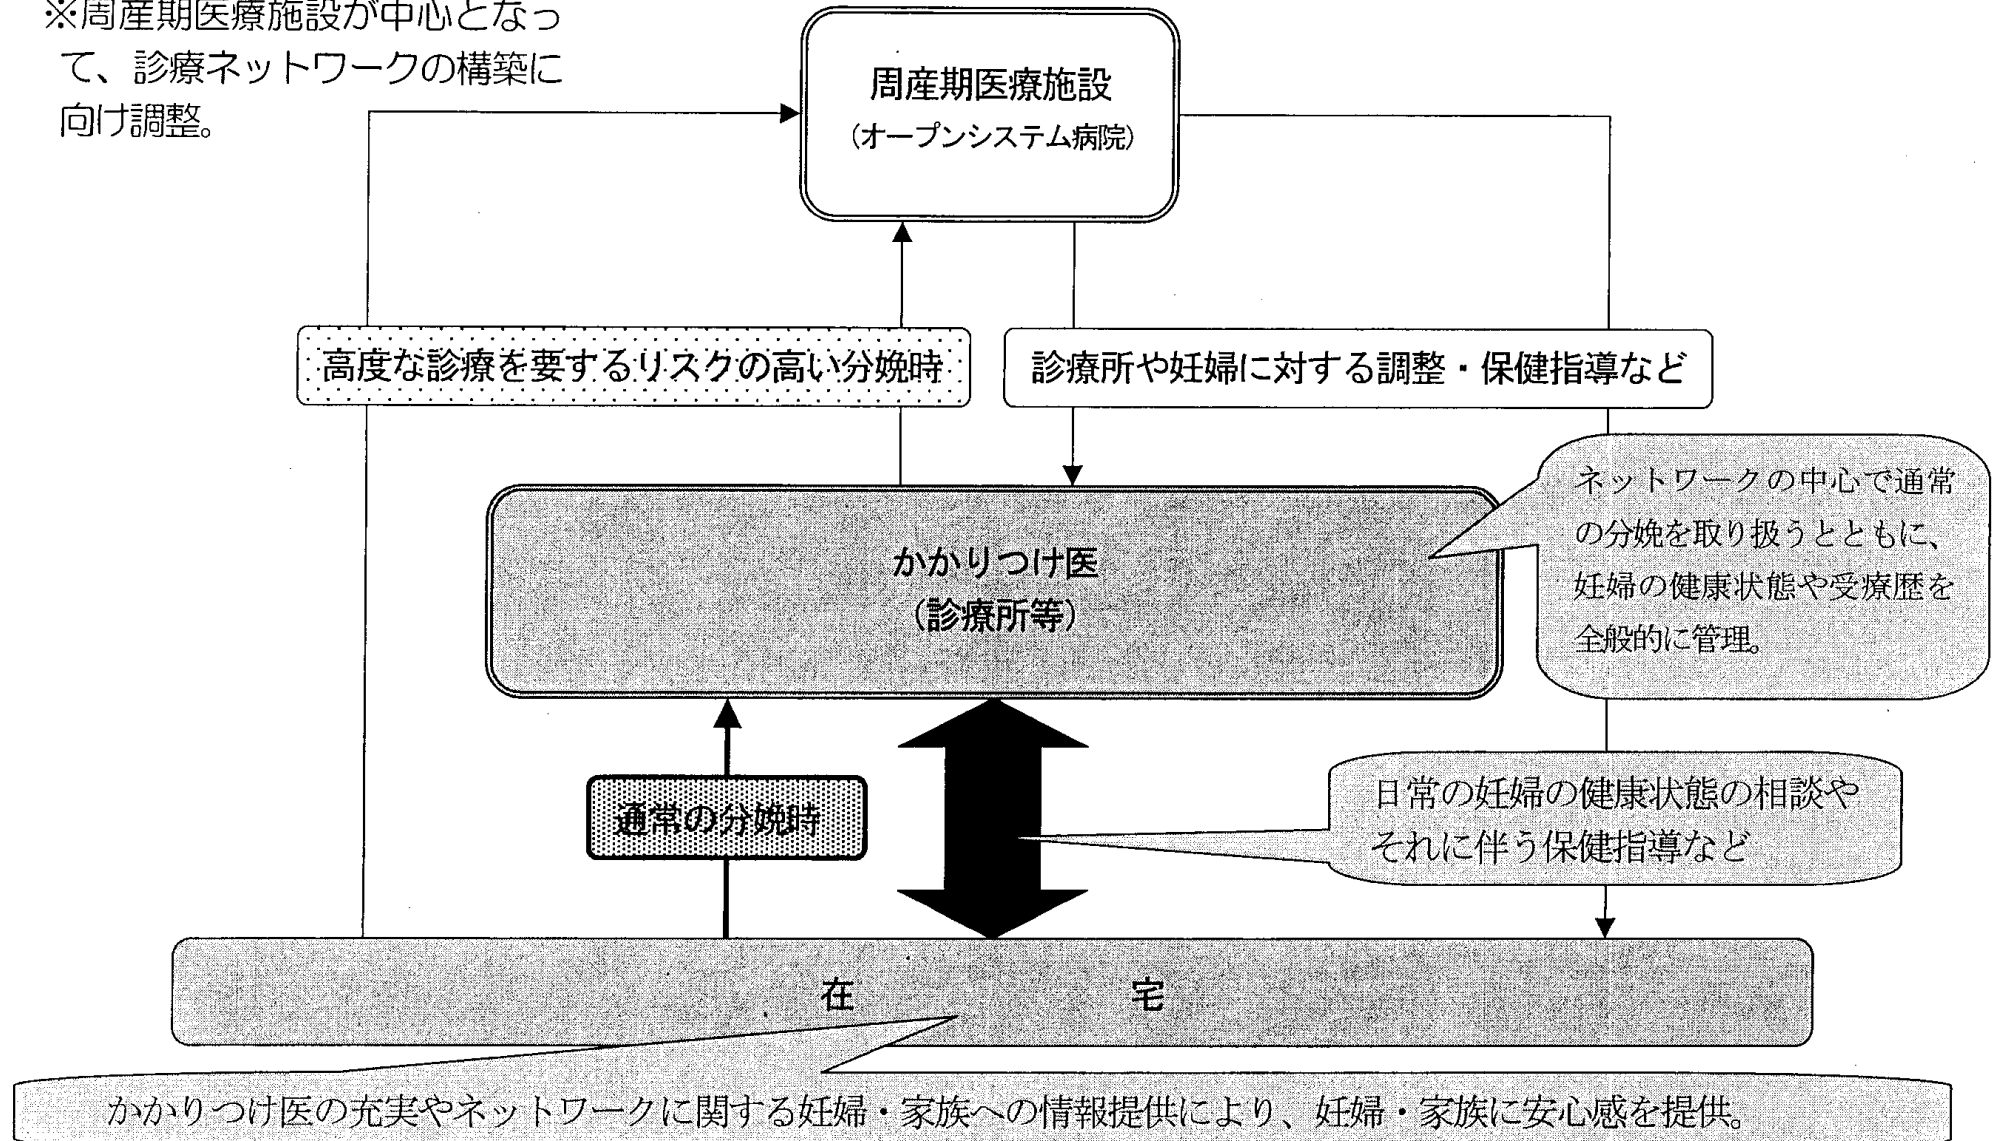 ※周産期医療施設が中心となっ
て、診療ネットワークの構築に
向け調整。
周産期医療施設
（オープンシステム病院）
高度な診療を要するリスクの高い分娩時
診療所や妊婦に対する調整・保健指導など
ネットワークの中心で通常
の分娩を取り扱うとともに、
妊婦の健康状態や受療歴を
全般的に管理。
かかりつけ医
（診療所等）
通常の分娩時
日常の妊婦の健康状態の相談や
それに伴う保健指導など
在　宅
かかりつけ医の充実やネットワークに関する妊婦・家族への情報提供により、妊婦・家族に安心感を提供。